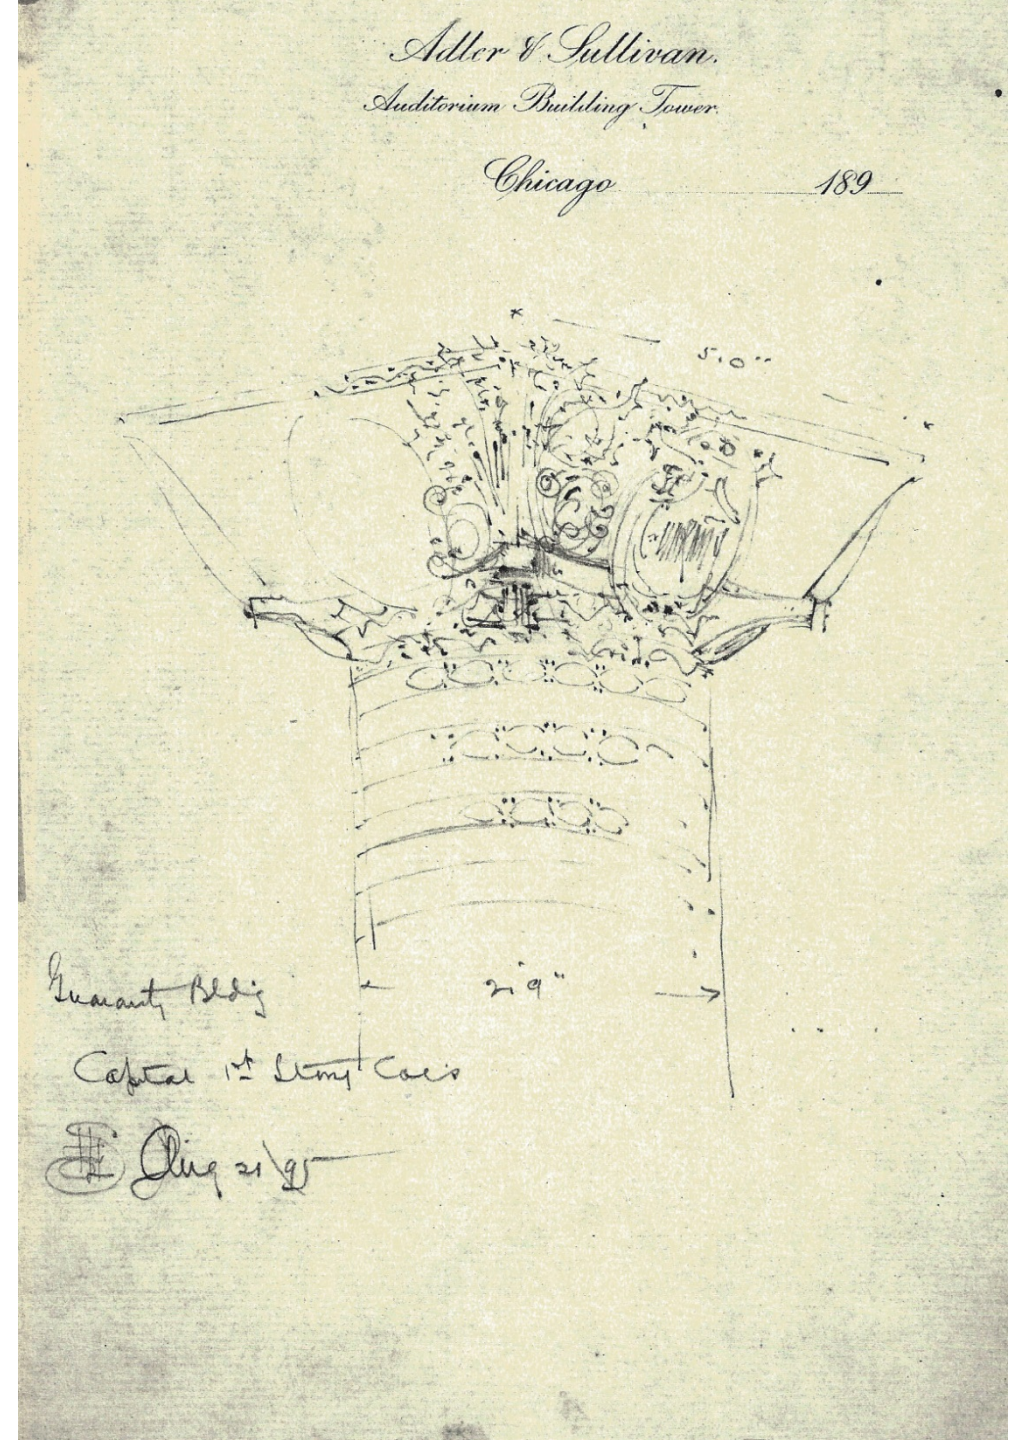 Adler & Sullivan.
Auditorium Building Tower.
Chicago 189
5'.0"
2'.9"
Guaranty Bldg
Capital 1st Story Cols
Aug 21/95